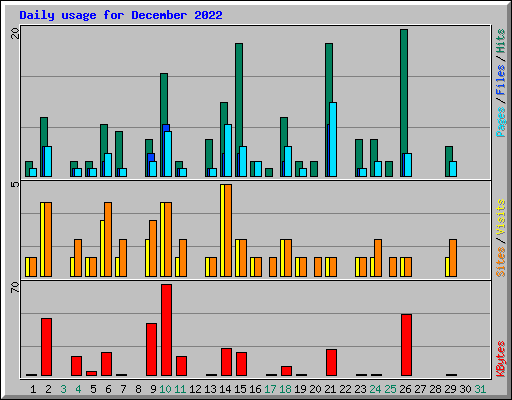 Daily usage for December 2022
20
Pages / Files / Hits
5
Sites / Visits
70
KBytes
1 2 3 4 5 6 7 8 9 10 11 12 13 14 15 16 17 18 19 20 21 22 23 24 25 26 27 28 29 30 31